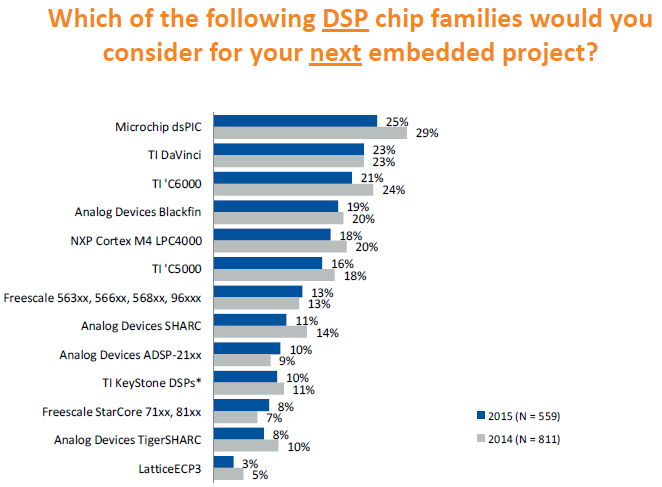 Which of the following DSP chip families would you
consider for your next embedded project?
Microchip dsPIC
25%
29%
TI DaVinci
23%
23%
TI 'C6000
21%
24%
Analog Devices Blackfin
19%
20%
NXP Cortex M4 LPC4000
18%
20%
TI 'C5000
16%
18%
Freescale 563xx, 566xx, 568xx, 96xxx
13%
13%
Analog Devices SHARC
11%
14%
Analog Devices ADSP-21xx
10%
9%
TI KeyStone DSPs*
10%
11%
Freescale StarCore 71xx, 81xx
8%
7%
Analog Devices TigerSHARC
8%
10%
LatticeECP3
3%
5%
2015 (N = 559)
2014 (N = 811)